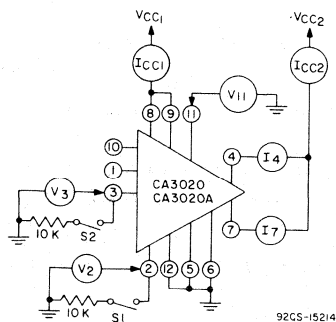 VCC1 VCC2
ICC1 ICC2
V11
8 9 11
10
1
V3 3
CA3020
CA3020A
4 I4
7 I7
10 K S2
V2 2 12 5 6
10 K S1
92CS-15214